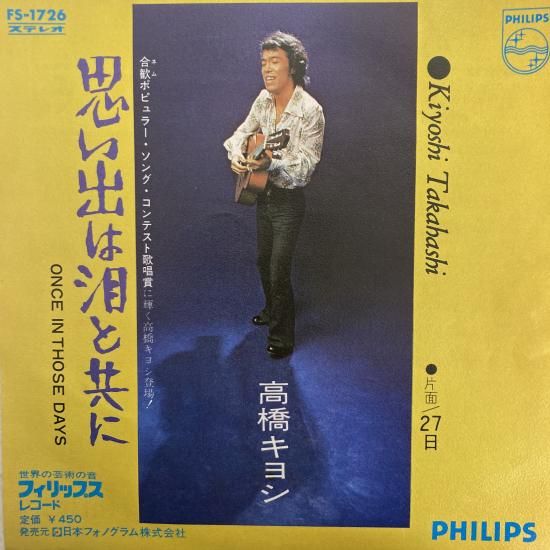 FS-1726
ステレオ
PHILIPS
思い出は泪と共に
ONCE IN THOSE DAYS
合歓ポピュラー・ソング・コンテスト歌唱賞に輝く高橋キヨシ登場!
ネム
●Kiyoshi Takahashi
●片面/27日
高橋キヨシ
世界の芸術の音
フィリップス
レコード
定価 ¥450
発売元 日本フォノグラム株式会社
PHILIPS